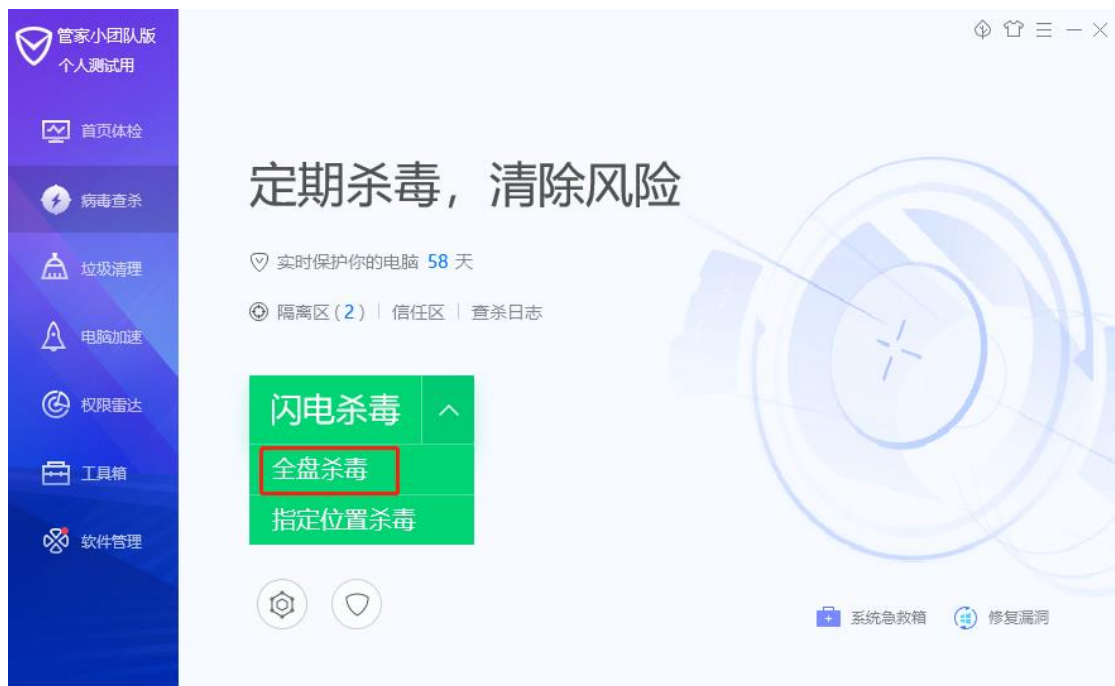 管家小团队版
个人测试用
首页体检
病毒查杀
垃圾清理
电脑加速
权限雷达
工具箱
软件管理
定期杀毒，清除风险
实时保护你的电脑 58 天
隔离区(2) | 信任区 | 查杀日志
闪电杀毒
全盘杀毒
指定位置杀毒
系统急救箱 修复漏洞